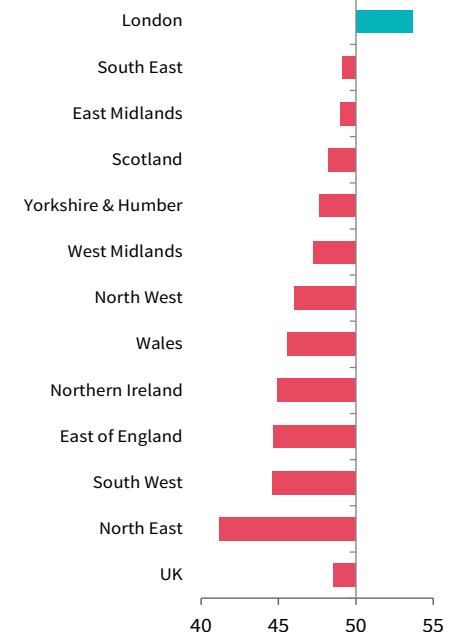 London
South East
East Midlands
Scotland
Yorkshire & Humber
West Midlands
North West
Wales
Northern Ireland
East of England
South West
North East
UK
40 45 50 55